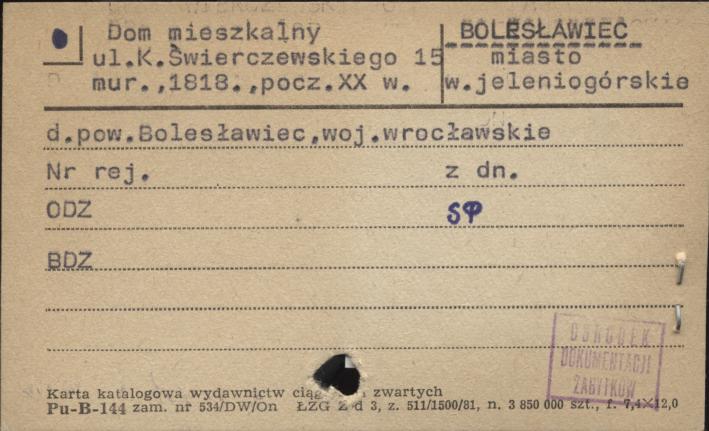 Dom mieszkalny
ul.K.Świerczewskiego 15
mur.,1818.,pocz.XX w.
BOLESŁAWIEC
miasto
w.jeleniogórskie
d.pow.Bolesławiec,woj.wrocławskie
Nr rej. z dn.
ODZ SP
BDZ
OŚRODEK
DOKUMENTACJI
ZABYTKÓW
Karta katalogowa wydawnictw zwartych
Pu-B-144 zam. nr 534/DW/On ŁZG Z d 3, z. 511/1500/81, n. 3 850 000 szt., f. 7,4×12,0